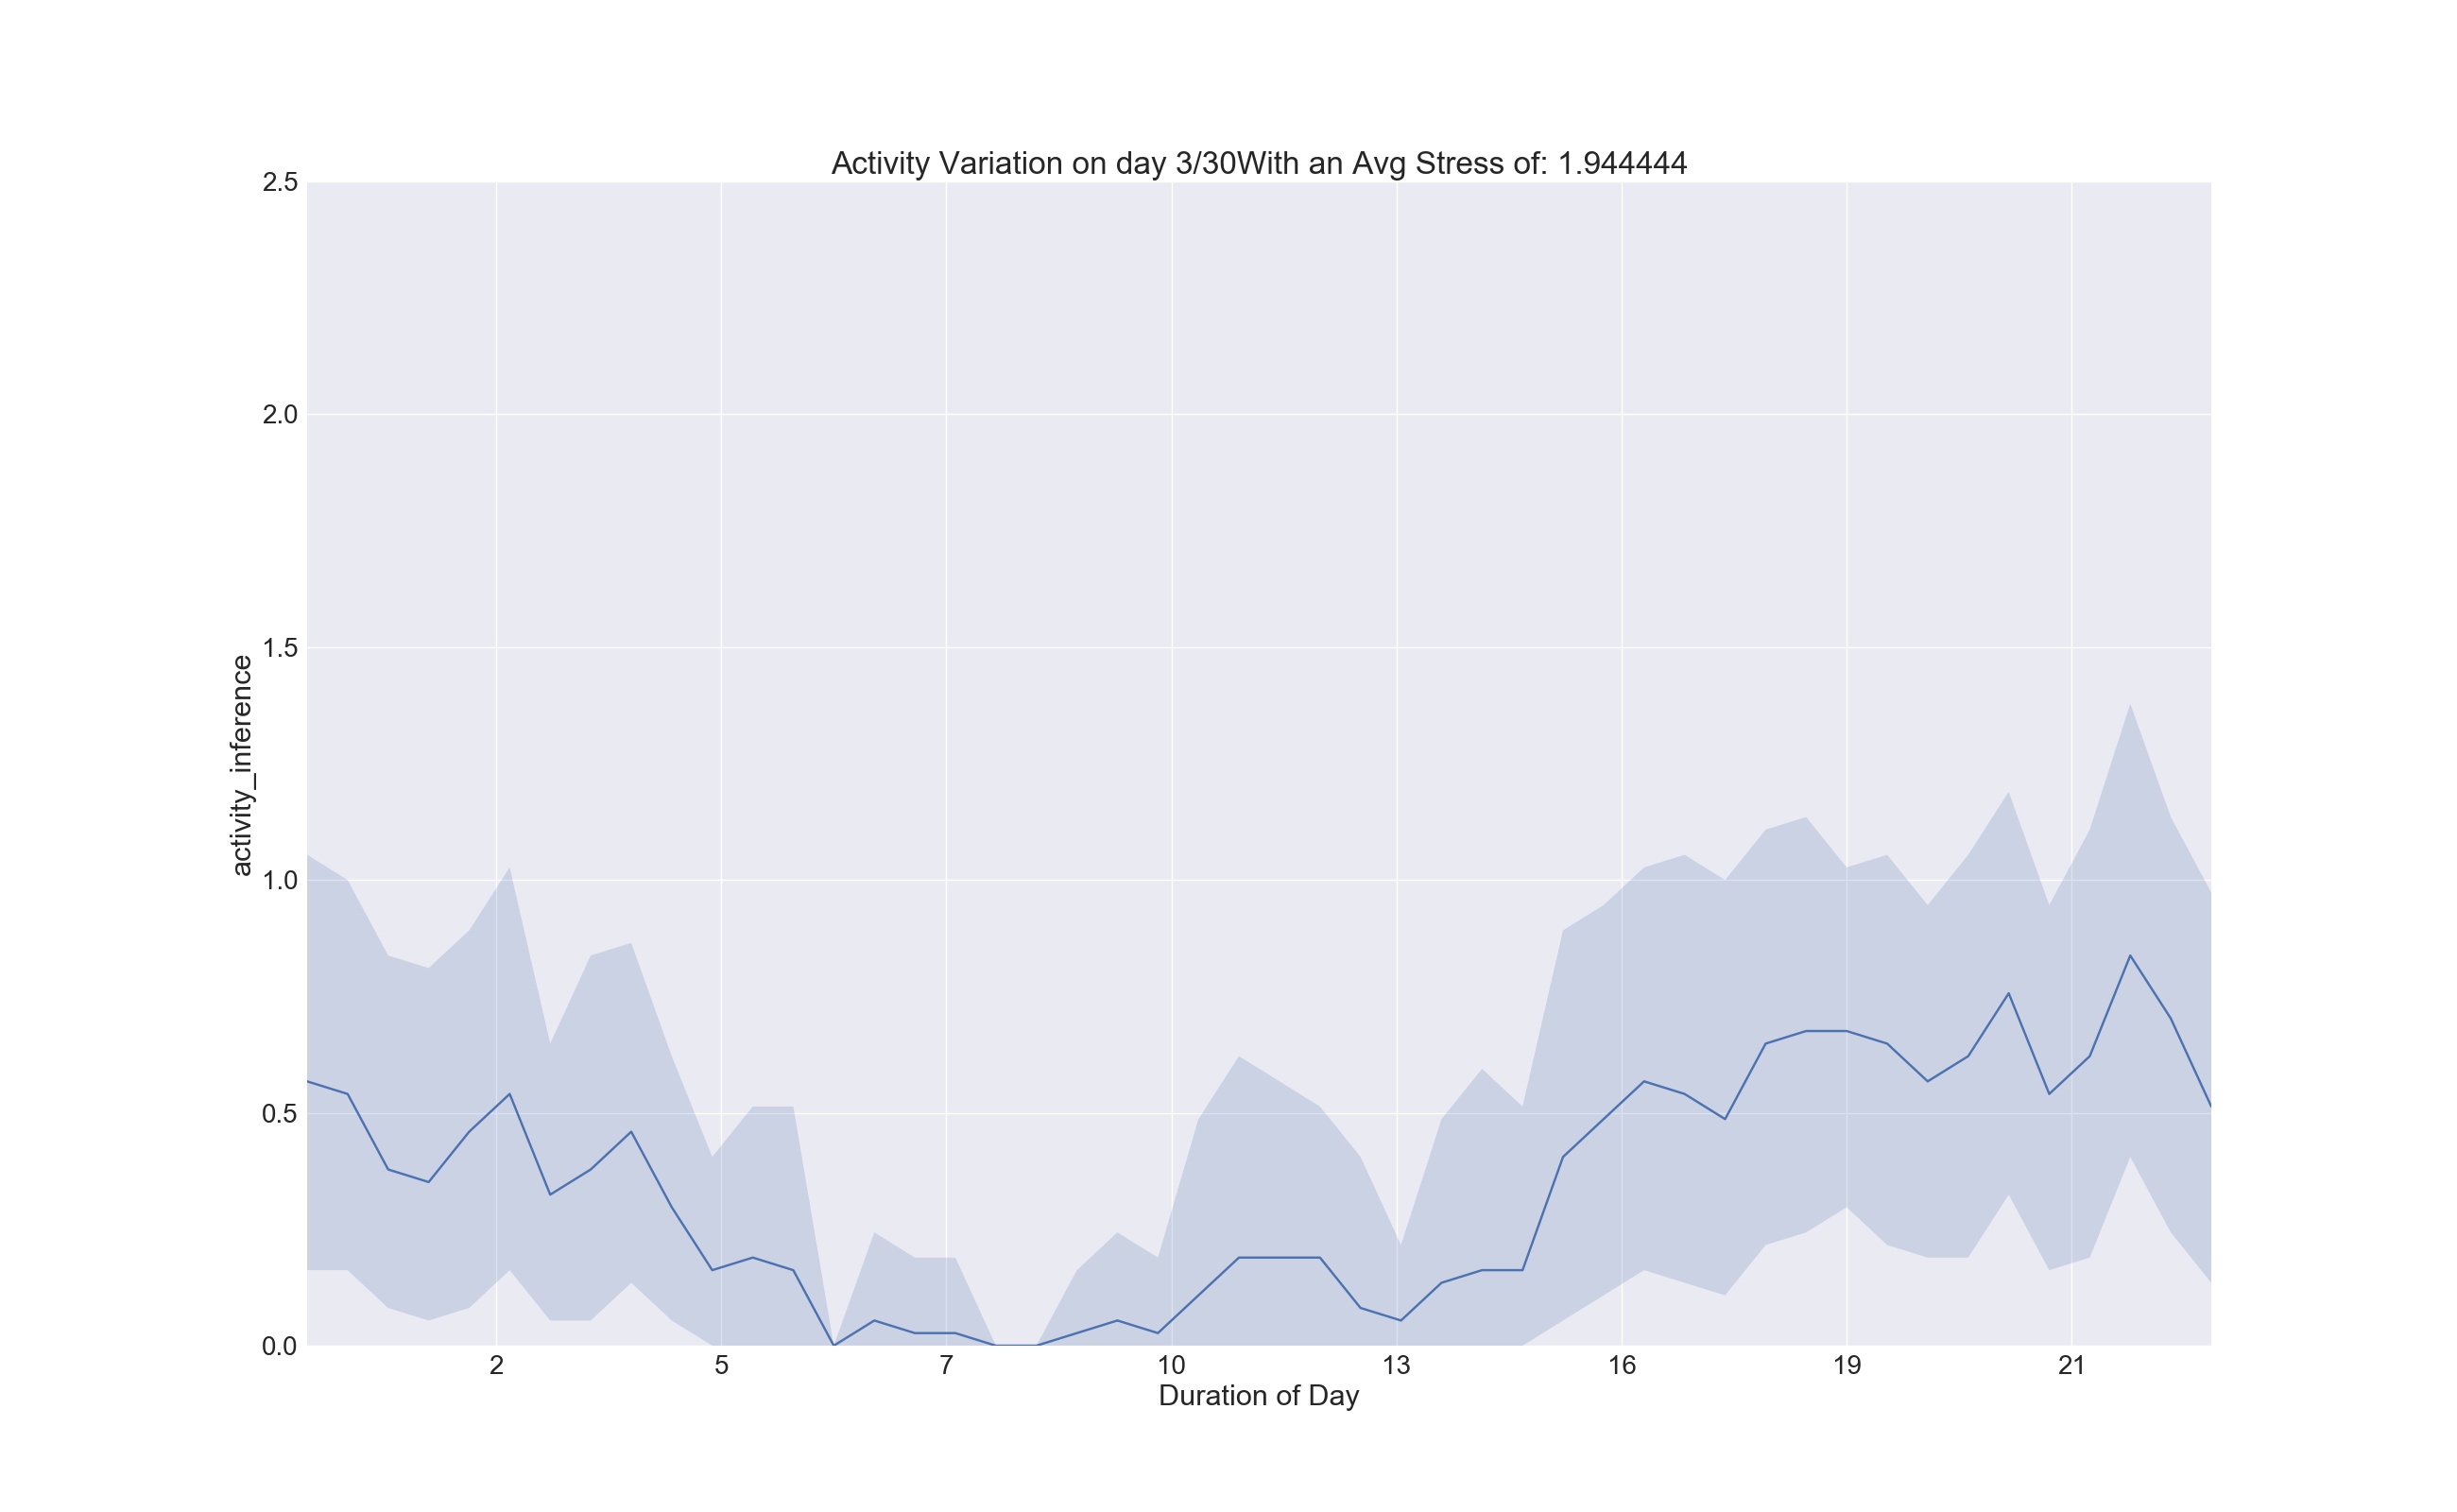 Activity Variation on day 3/30With an Avg Stress of: 1.944444
2.5
2.0
1.5
1.0
0.5
0.0
activity_inference
2 5 7 10 13 16 19 21
Duration of Day